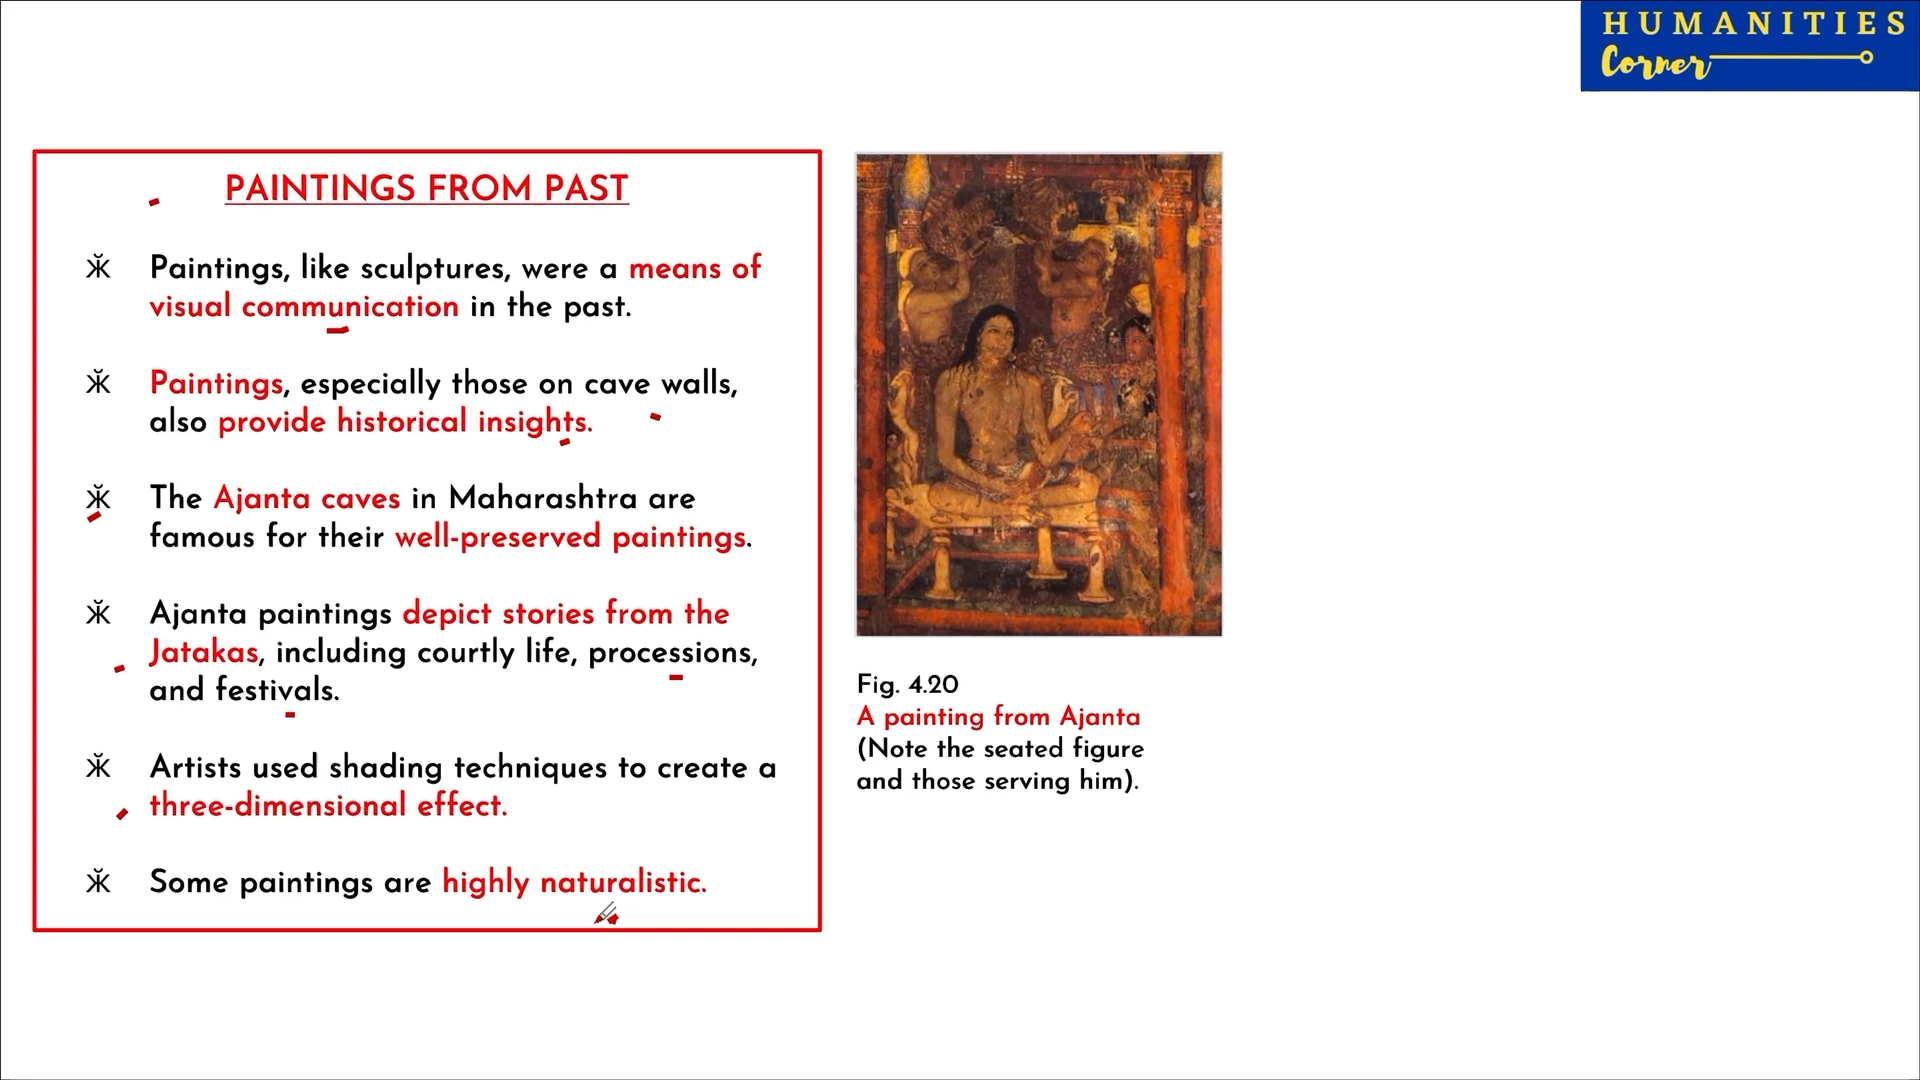 HUMANITIES
Corner
PAINTINGS FROM PAST
Paintings, like sculptures, were a means of
visual communication in the past.
Paintings, especially those on cave walls,
also provide historical insights.
The Ajanta caves in Maharashtra are
famous for their well-preserved paintings.
Ajanta paintings depict stories from the
Jatakas, including courtly life, processions,
and festivals.
Artists used shading techniques to create a
three-dimensional effect.
Some paintings are highly naturalistic.
Fig. 4.20
A painting from Ajanta
(Note the seated figure
and those serving him).